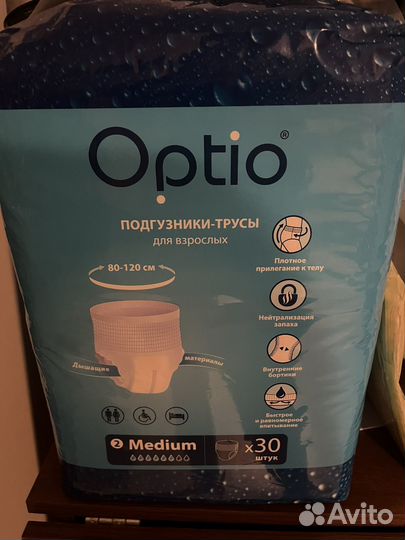 Optio®
ПОДГУЗНИКИ-ТРУСЫ
для взрослых
80-120 см
Плотное
прилегание к телу
Нейтрализация
запаха
Дышащие
материалы
Внутренние
бортики
Быстрое
и равномерное
впитывание
2 Medium
x30
штук
Avito